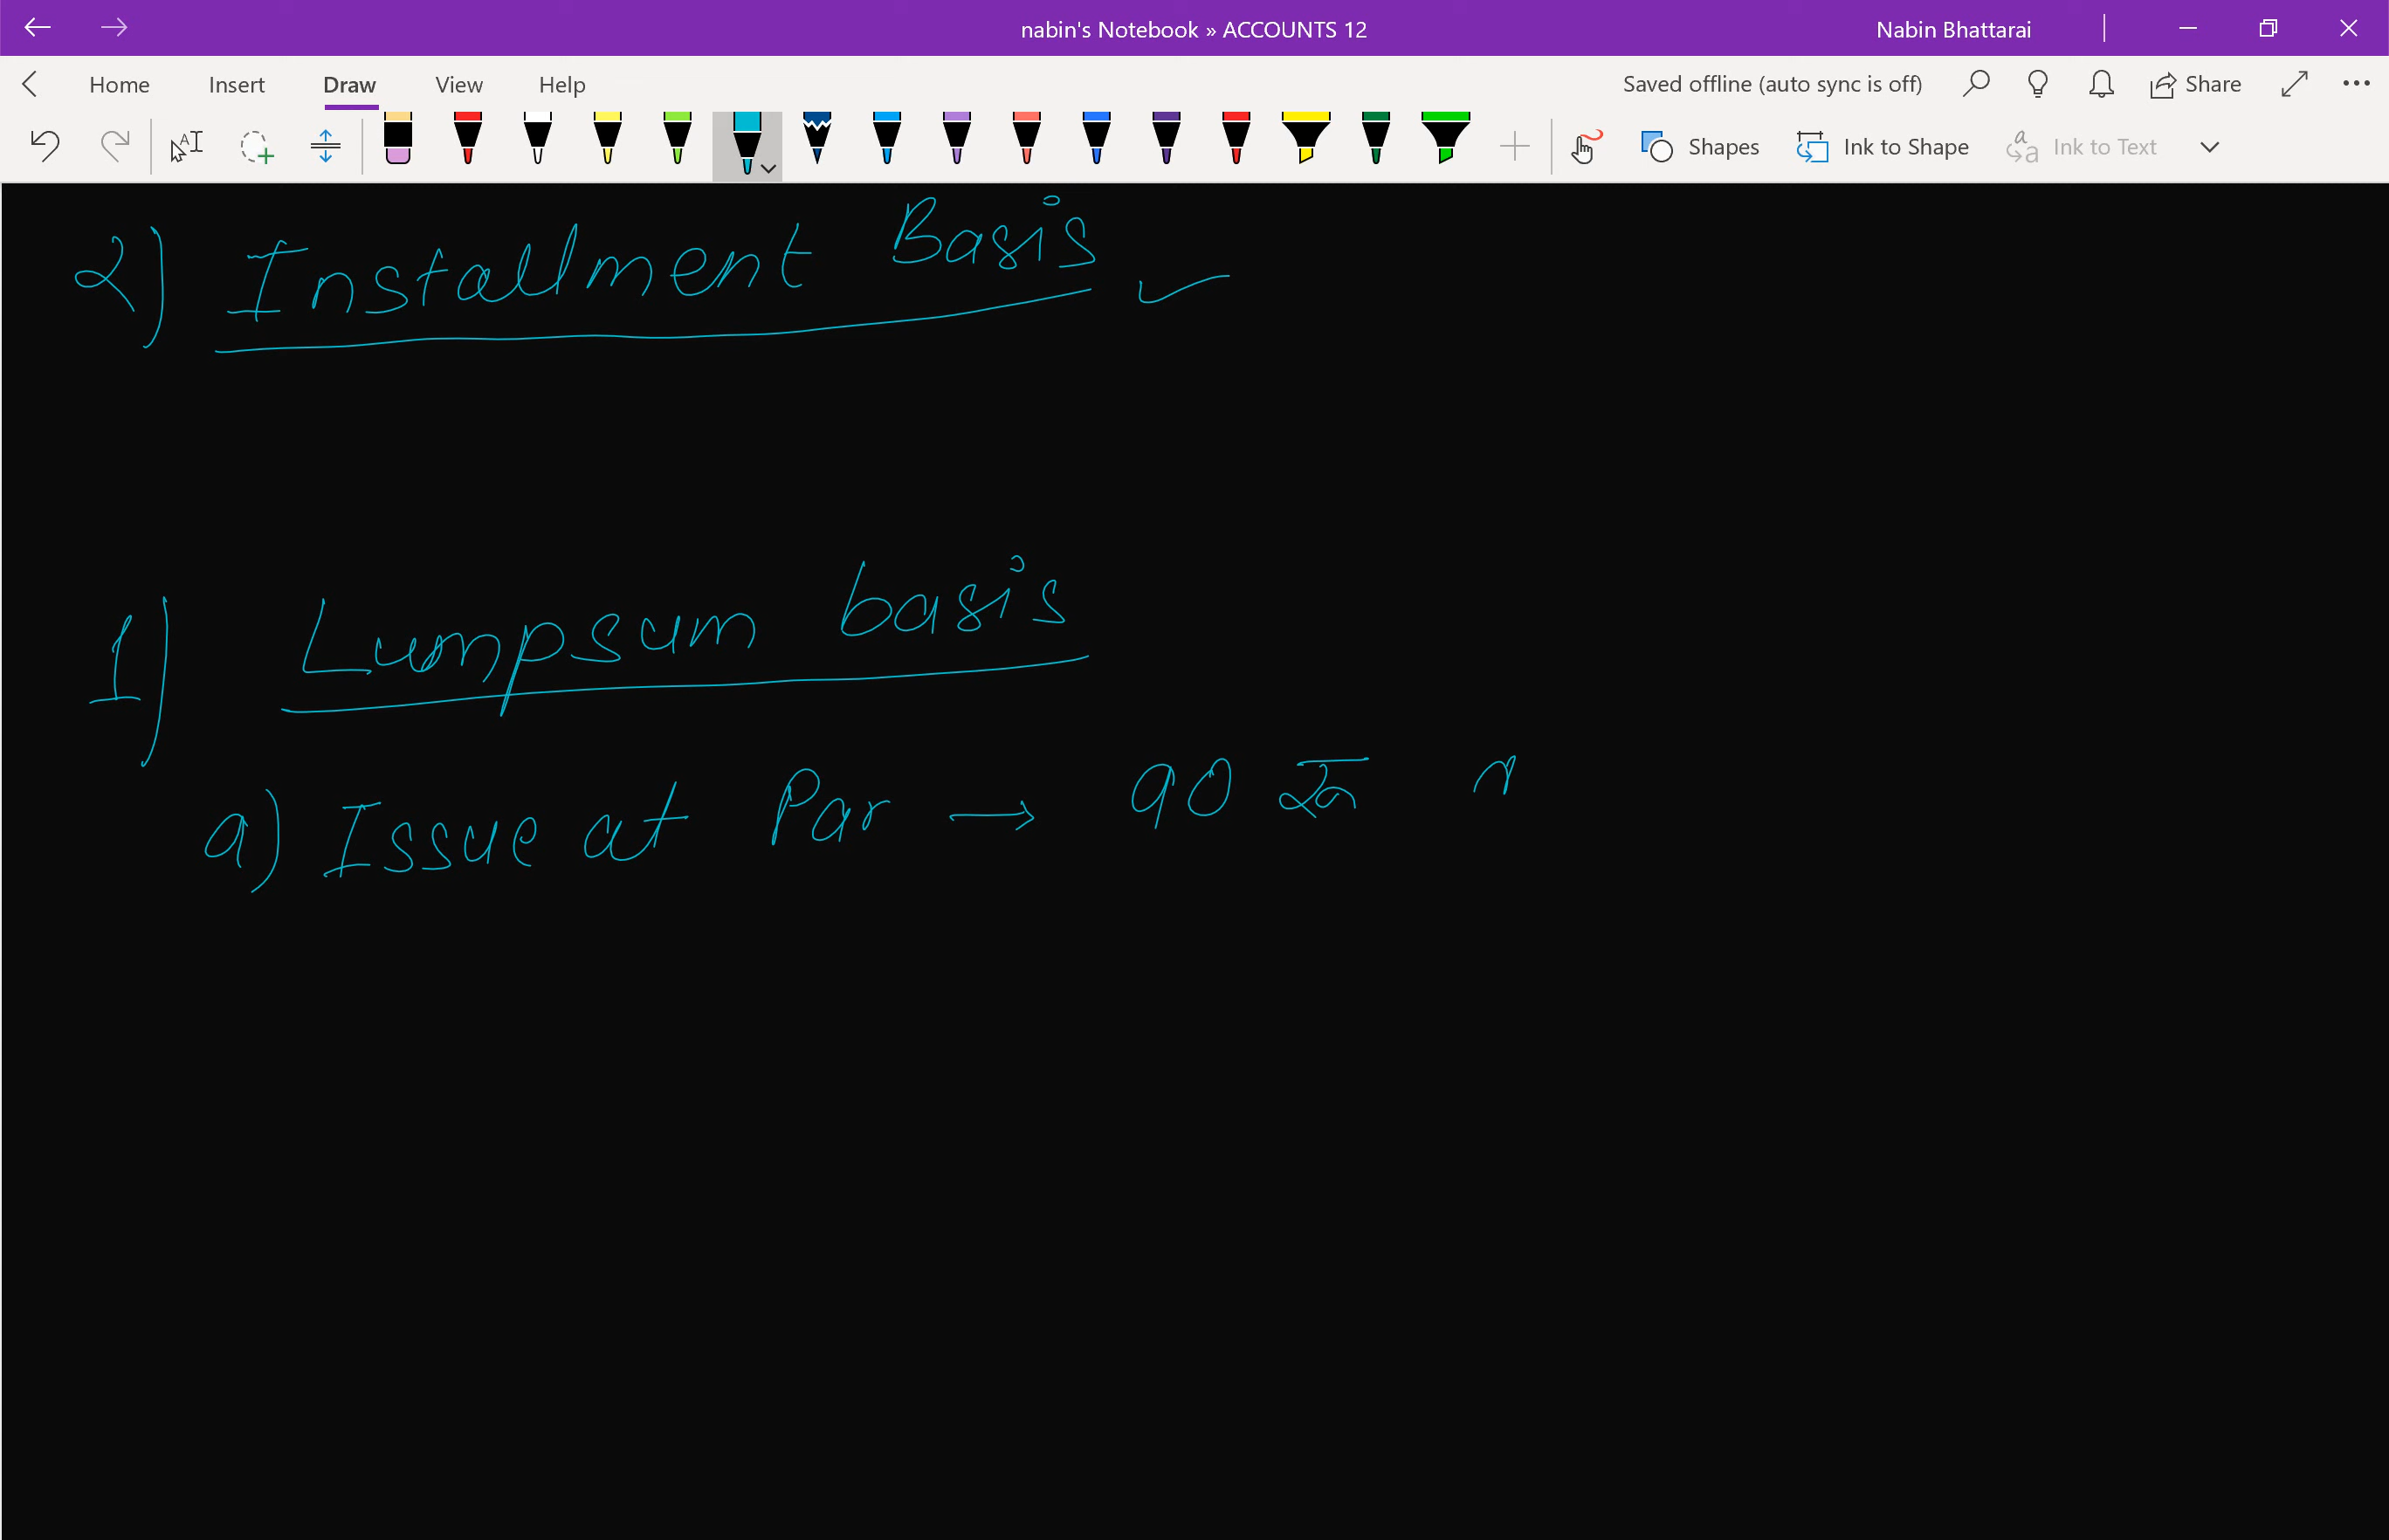 nabin's Notebook » ACCOUNTS 12
Nabin Bhattarai
Home Insert Draw View Help
Saved offline (auto sync is off) Share
Shapes Ink to Shape Ink to Text
2) Installment Basis
1) Lumpsum basis
a) Issue at Par →